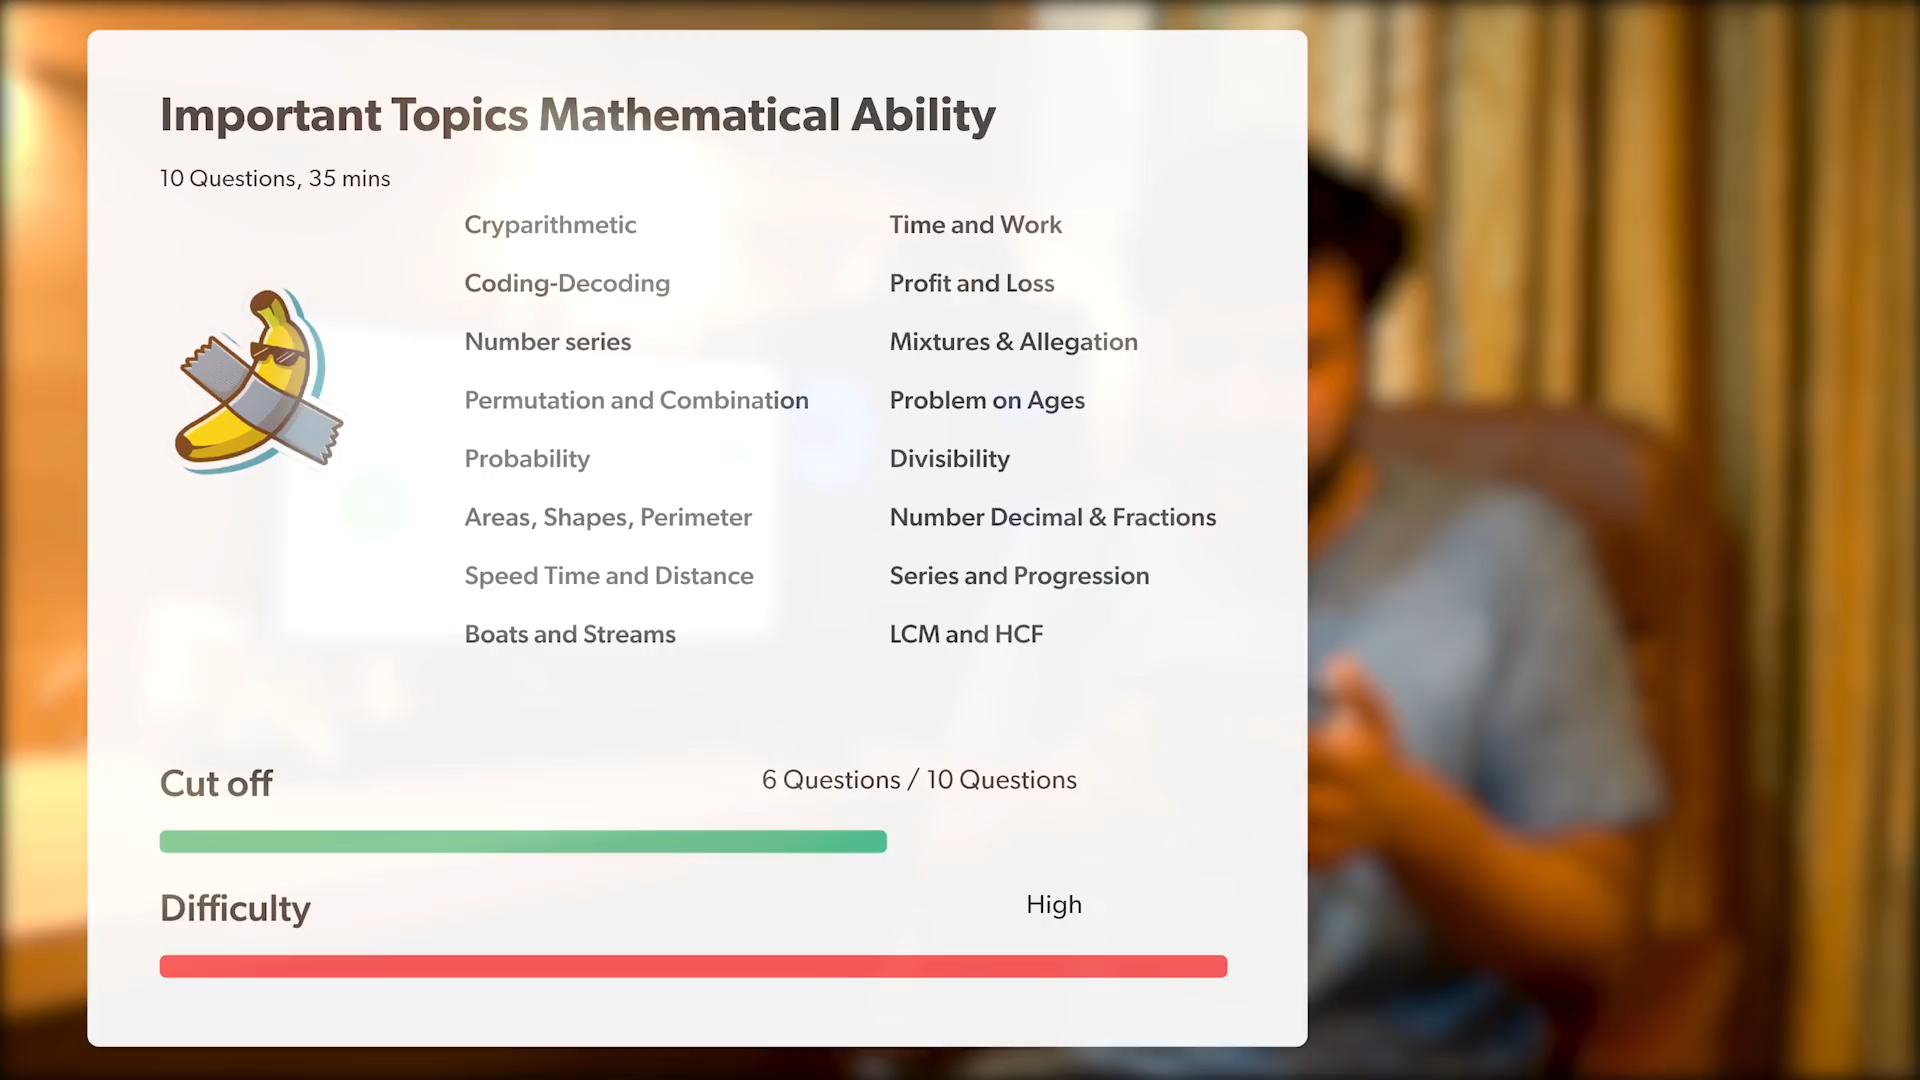 Important Topics Mathematical Ability
10 Questions, 35 mins
Cryparithmetic
Coding-Decoding
Number series
Permutation and Combination
Probability
Areas, Shapes, Perimeter
Speed Time and Distance
Boats and Streams
Time and Work
Profit and Loss
Mixtures & Allegation
Problem on Ages
Divisibility
Number Decimal & Fractions
Series and Progression
LCM and HCF
Cut off
6 Questions / 10 Questions
Difficulty
High